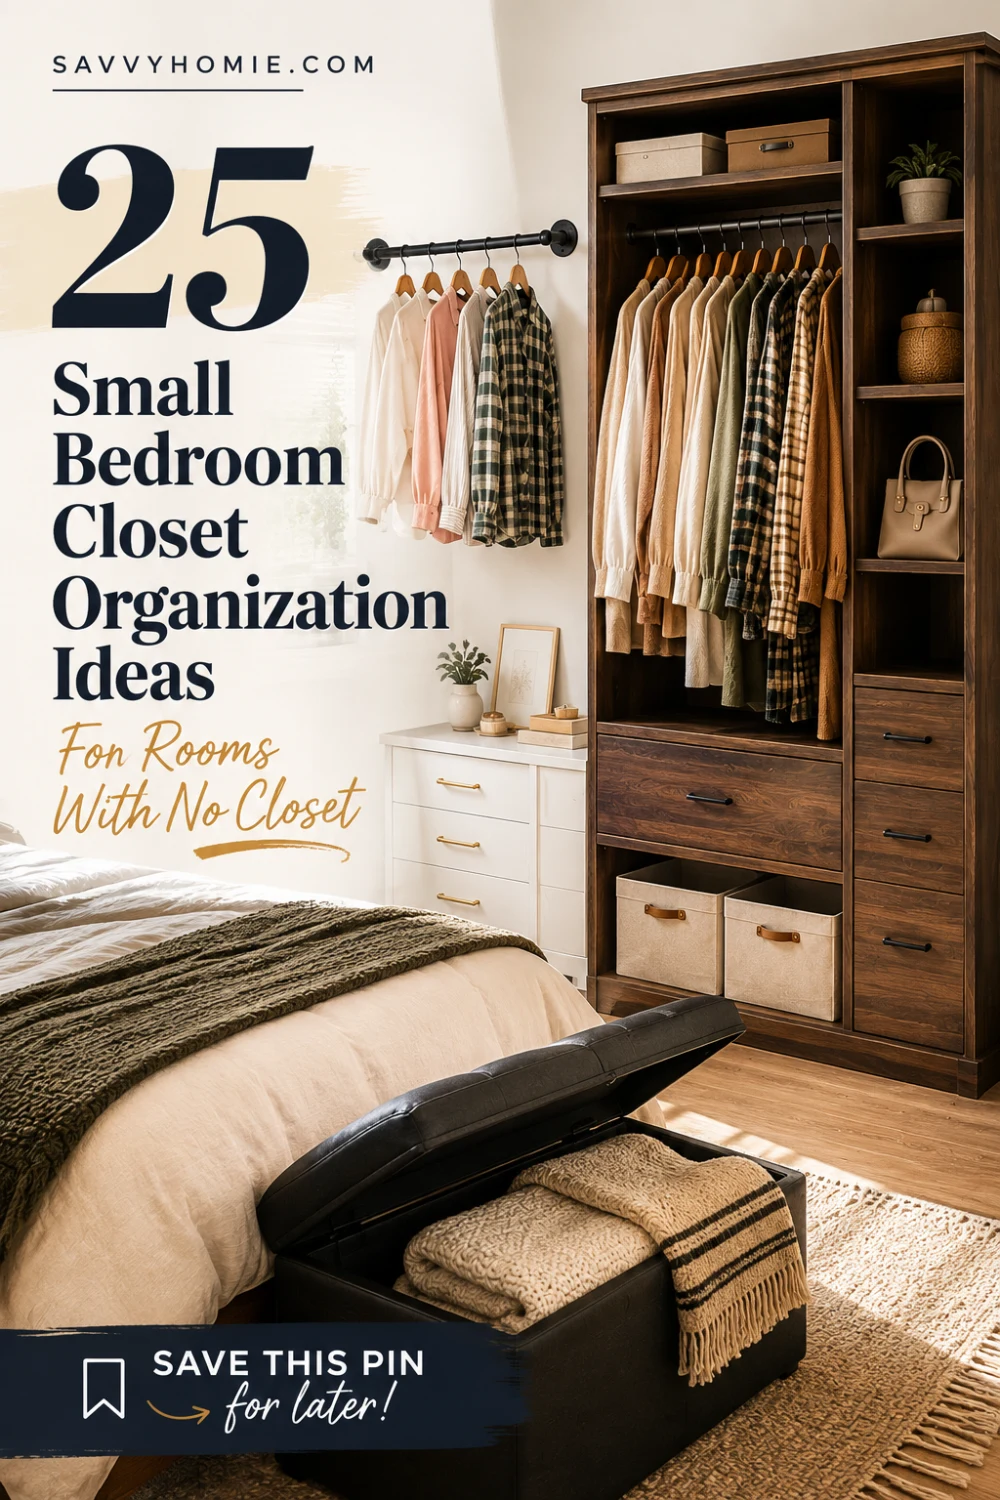 SAVVYHOMIE.COM
25
Small
Bedroom
Closet
Organization
Ideas
For Rooms
With No Closet
SAVE THIS PIN
for later!